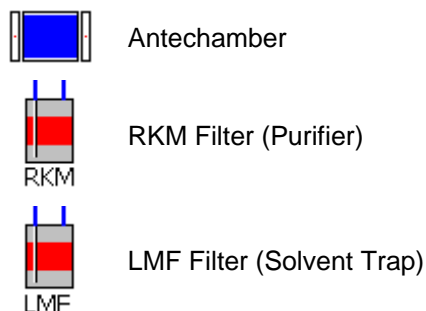 Antechamber
RKM Filter (Purifier)
RKM
LMF Filter (Solvent Trap)
LMF